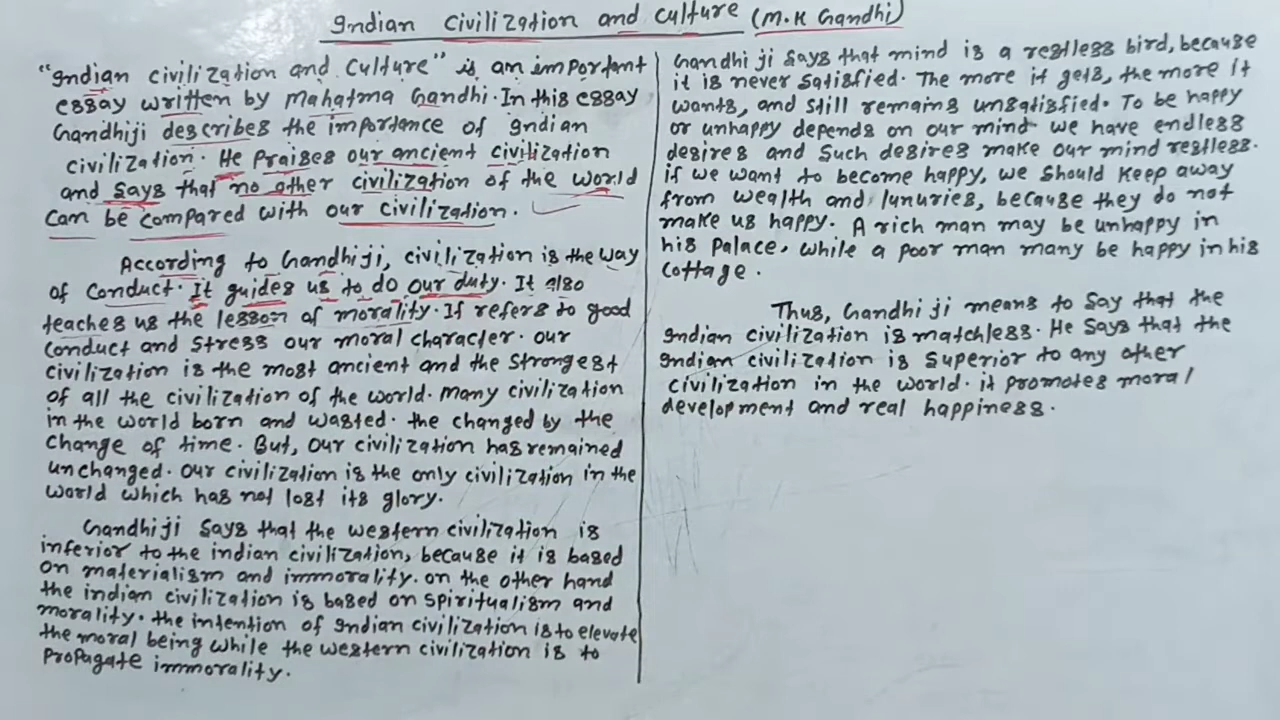 Indian Civilization and Culture (M.K Gandhi)
"Indian civilization and culture" is an important
essay written by Mahatma Gandhi. In this essay
Gandhiji describes the importance of Indian
civilization. He Praises our ancient civilization
and says that no other civilization of the world
can be compared with our civilization.
According to Gandhiji, civilization is the way
of conduct. It guides us to do our duty. It also
teaches us the lesson of morality. It refers to good
conduct and stress our moral character. our
civilization is the most ancient and the strongest
of all the civilization of the world. Many civilization
in the world born and wasted. the changed by the
change of time. But, our civilization has remained
unchanged. our civilization is the only civilization in the
world which has not lost its glory.
Gandhiji says that the western civilization is
inferior to the indian civilization, because it is based
on materialism and immorality. on the other hand
the indian civilization is based on spiritualism and
morality. the intention of Indian civilization is to elevate
the moral being while the western civilization is to
propagate immorality.
Gandhi ji says that mind is a restless bird, because
it is never satisfied. The more it gets, the more it
wants, and still remains unsatisfied. To be happy
or unhappy depends on our mind we have endless
desires and such desires make our mind restless.
if we want to become happy, we should keep away
from wealth and lunuries, because they do not
make us happy. A rich man may be unhappy in
his palace, while a poor man many be happy in his
cottage.
Thus, Gandhi ji means to say that the
Indian civilization is matchless. He says that the
Indian civilization is superior to any other
civilization in the world. it promotes moral
development and real happiness.